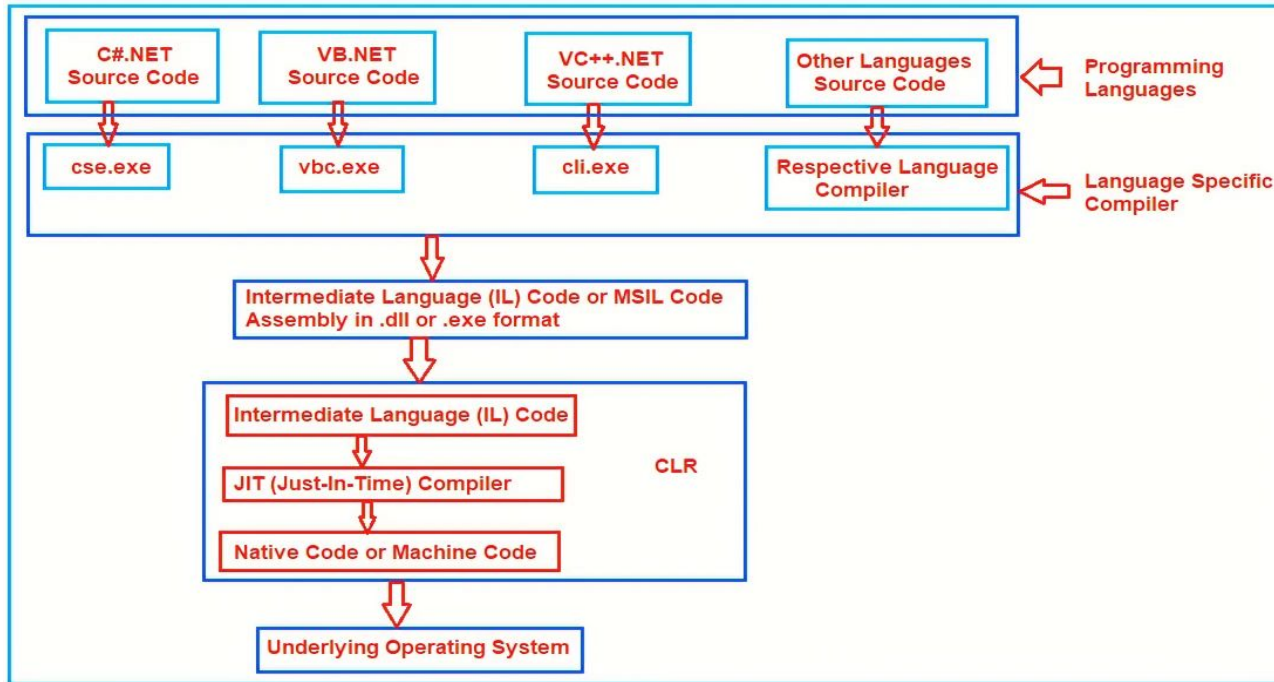 C#.NET
Source Code
VB.NET
Source Code
VC++.NET
Source Code
Other Languages
Source Code
Programming
Languages
cse.exe
vbc.exe
cli.exe
Respective Language
Compiler
Language Specific
Compiler
Intermediate Language (IL) Code or MSIL Code
Assembly in .dll or .exe format
Intermediate Language (IL) Code
CLR
JIT (Just-In-Time) Compiler
Native Code or Machine Code
Underlying Operating System